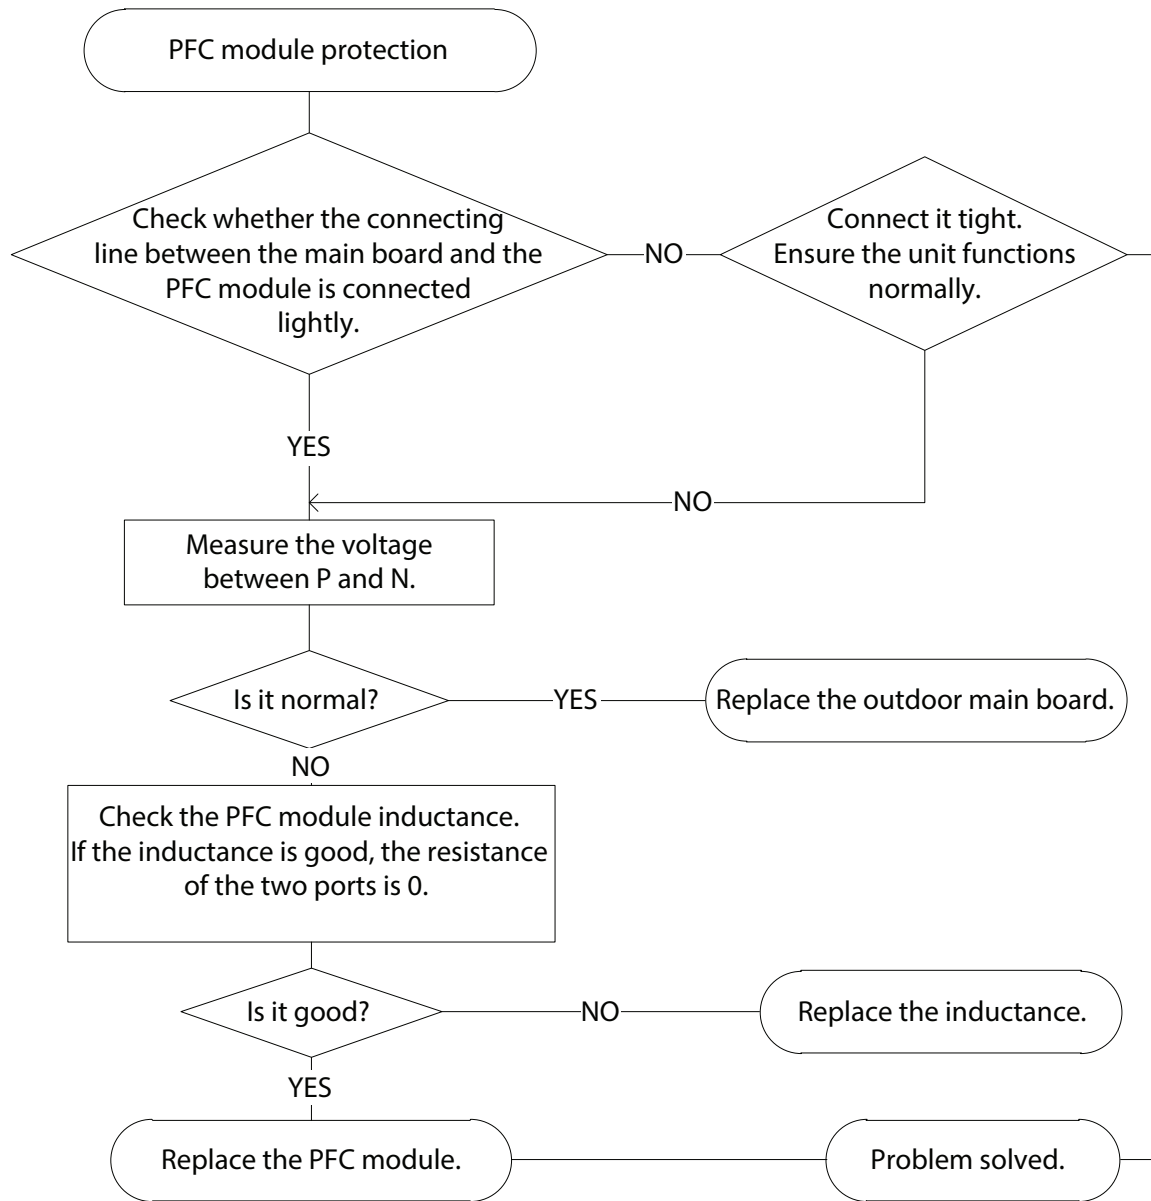 PFC module protection
Check whether the connecting
line between the main board and the
PFC module is connected
lightly.
NO
Connect it tight.
Ensure the unit functions
normally.
YES
NO
Measure the voltage
between P and N.
Is it normal?
YES
Replace the outdoor main board.
NO
Check the PFC module inductance.
If the inductance is good, the resistance
of the two ports is 0.
Is it good?
NO
Replace the inductance.
YES
Replace the PFC module.
Problem solved.